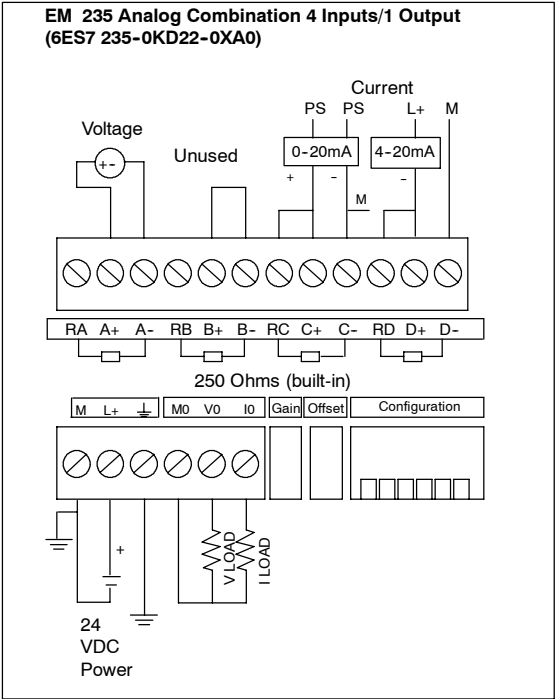 EM 235 Analog Combination 4 Inputs/1 Output
(6ES7 235-0KD22-0XA0)
Current
PS PS L+ M
Voltage
Unused
0-20mA 4-20mA
+ - + - -
M
RA A+ A- RB B+ B- RC C+ C- RD D+ D-
250 Ohms (built-in)
M L+ M0 V0 I0 Gain Offset Configuration
+
V LOAD
I LOAD
24
VDC
Power